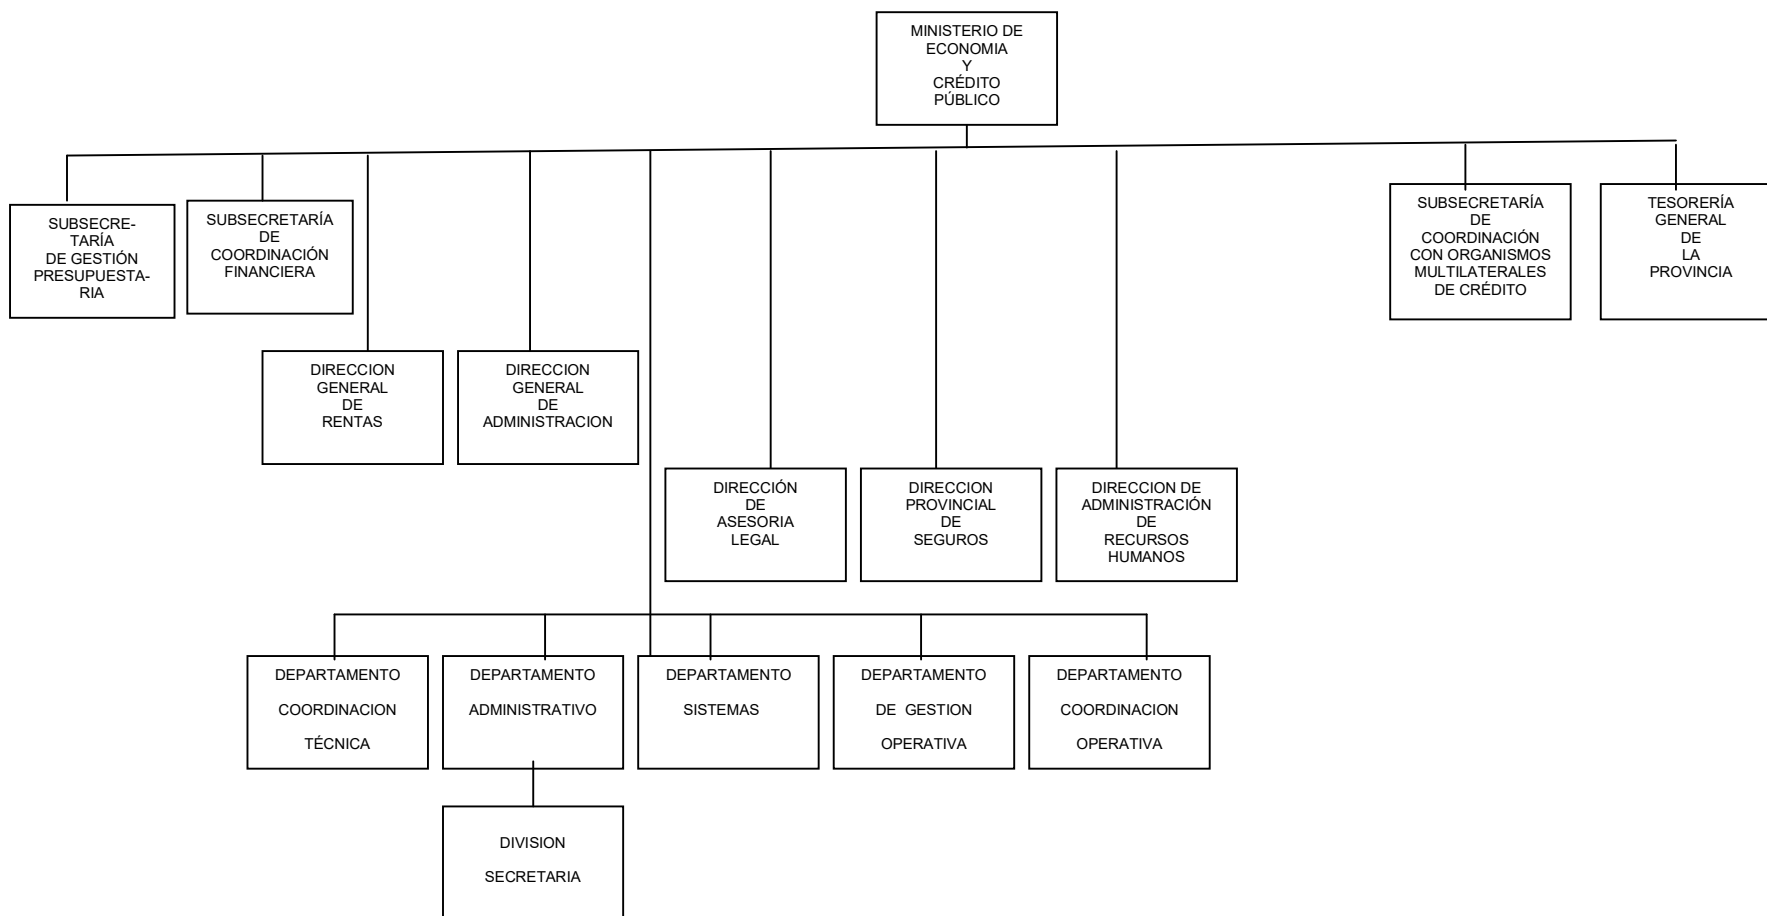 MINISTERIO DE
ECONOMIA
Y
CRÉDITO
PÚBLICO
SUBSECRE-
TARÍA
DE GESTIÓN
PRESUPUESTA-
RIA
SUBSECRETARÍA
DE
COORDINACIÓN
FINANCIERA
SUBSECRETARÍA
DE
COORDINACIÓN
CON ORGANISMOS
MULTILATERALES
DE CRÉDITO
TESORERÍA
GENERAL
DE
LA
PROVINCIA
DIRECCION
GENERAL
DE
RENTAS
DIRECCION
GENERAL
DE
ADMINISTRACION
DIRECCIÓN
DE
ASESORIA
LEGAL
DIRECCION
PROVINCIAL
DE
SEGUROS
DIRECCION DE
ADMINISTRACIÓN
DE
RECURSOS
HUMANOS
DEPARTAMENTO
COORDINACION
TÉCNICA
DEPARTAMENTO
ADMINISTRATIVO
DEPARTAMENTO
SISTEMAS
DEPARTAMENTO
DE GESTION
OPERATIVA
DEPARTAMENTO
COORDINACION
OPERATIVA
DIVISION
SECRETARIA